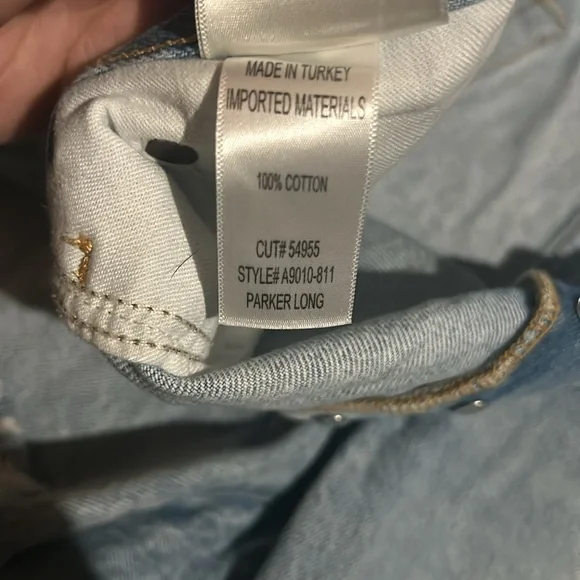 MADE IN TURKEY
IMPORTED MATERIALS
100% COTTON
CUT# 54955
STYLE# A9010-811
PARKER LONG